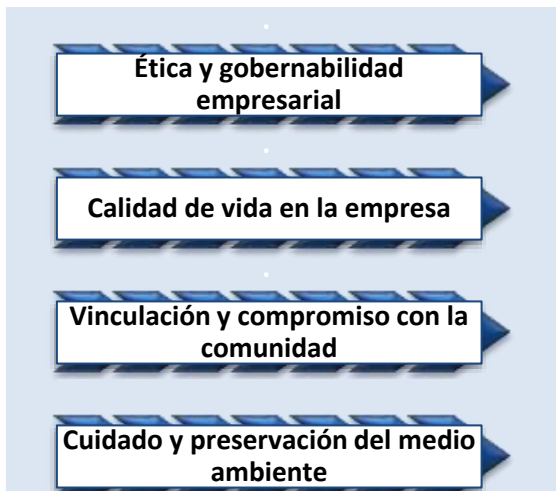 Ética y gobernabilidad
empresarial
Calidad de vida en la empresa
Vinculación y compromiso con la
comunidad
Cuidado y preservación del medio
ambiente